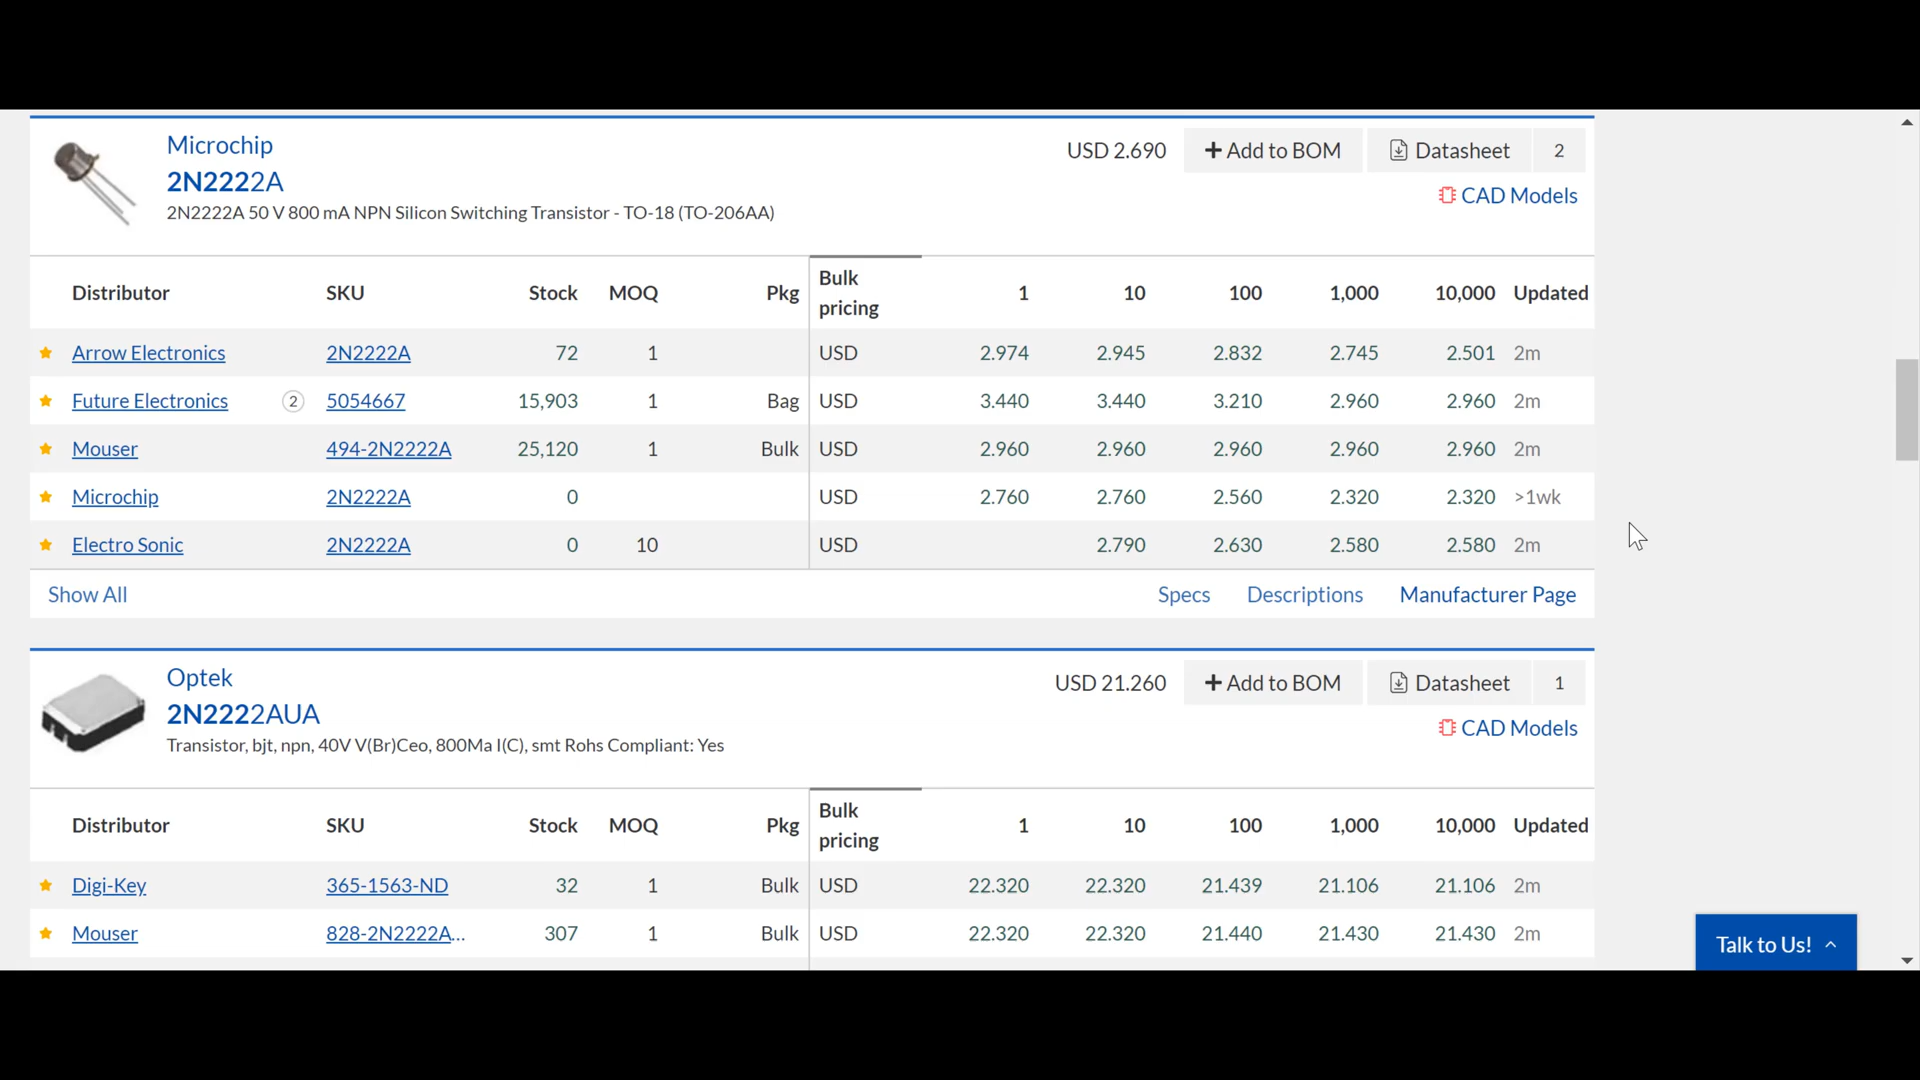 Microchip
2N2222A
2N2222A 50 V 800 mA NPN Silicon Switching Transistor - TO-18 (TO-206AA)
USD 2.690 + Add to BOM Datasheet 2
CAD Models
Distributor SKU Stock MOQ Pkg Bulk pricing 1 10 100 1,000 10,000 Updated
Arrow Electronics 2N2222A 72 1 USD 2.974 2.945 2.832 2.745 2.501 2m
Future Electronics 2 5054667 15,903 1 Bag USD 3.440 3.440 3.210 2.960 2.960 2m
Mouser 494-2N2222A 25,120 1 Bulk USD 2.960 2.960 2.960 2.960 2.960 2m
Microchip 2N2222A 0 USD 2.760 2.760 2.560 2.320 2.320 >1wk
Electro Sonic 2N2222A 0 10 USD 2.790 2.630 2.580 2.580 2m
Show All Specs Descriptions Manufacturer Page
Optek
2N2222AUA
Transistor, bjt, npn, 40V V(Br)Ceo, 800Ma I(C), smt Rohs Compliant: Yes
USD 21.260 + Add to BOM Datasheet 1
CAD Models
Distributor SKU Stock MOQ Pkg Bulk pricing 1 10 100 1,000 10,000 Updated
Digi-Key 365-1563-ND 32 1 Bulk USD 22.320 22.320 21.439 21.106 21.106 2m
Mouser 828-2N2222A... 307 1 Bulk USD 22.320 22.320 21.440 21.430 21.430 2m
Talk to Us!